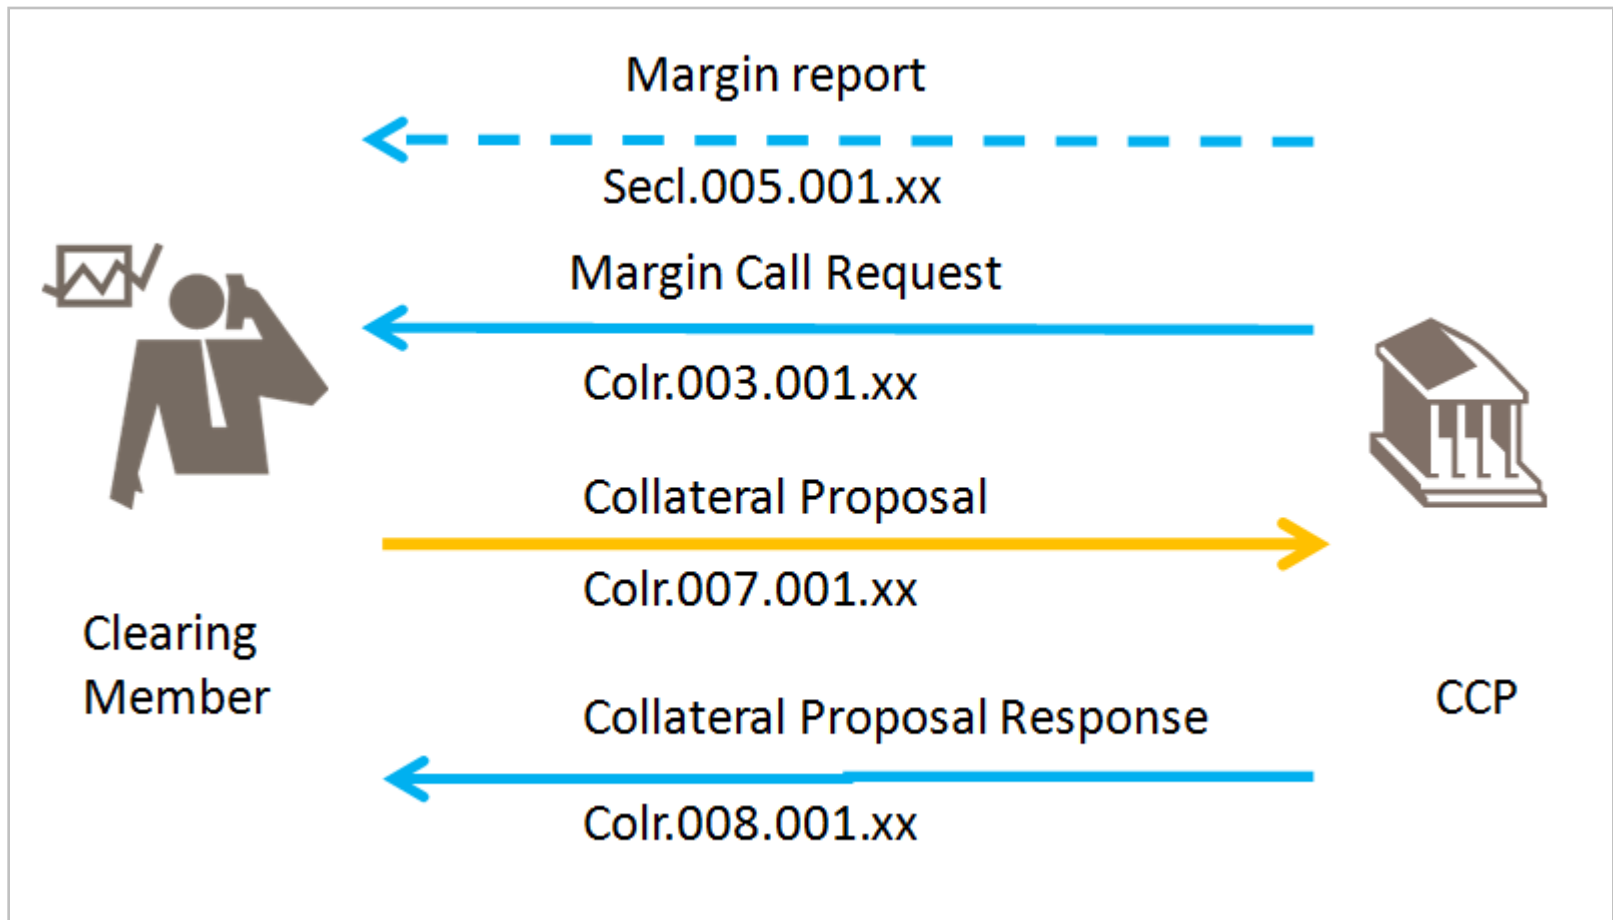 Margin report
Secl.005.001.xx
Margin Call Request
Colr.003.001.xx
Collateral Proposal
Colr.007.001.xx
Clearing
Member
CCP
Collateral Proposal Response
Colr.008.001.xx